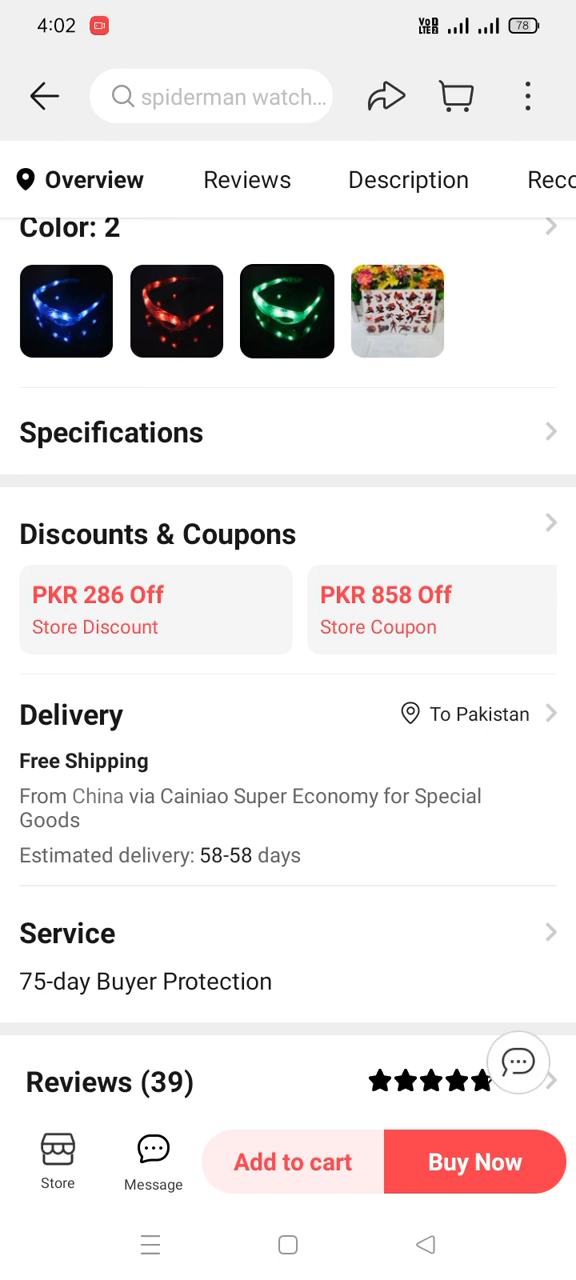 4:02
VoD
LTE2
78
spiderman watch...
Overview
Reviews
Description
Reco
Color: 2
Specifications
Discounts & Coupons
PKR 286 Off
Store Discount
PKR 858 Off
Store Coupon
Delivery
To Pakistan
Free Shipping
From China via Cainiao Super Economy for Special
Goods
Estimated delivery: 58-58 days
Service
75-day Buyer Protection
Reviews (39)
Store
Message
Add to cart
Buy Now